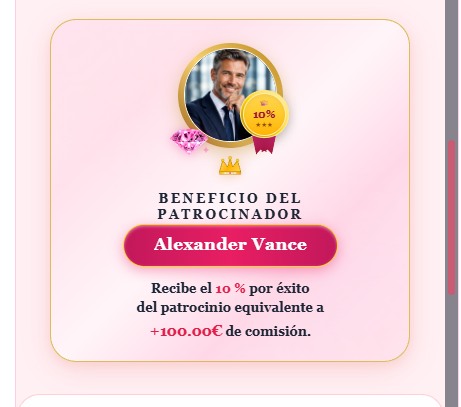 10%
BENEFICIO DEL
PATROCINADOR
Alexander Vance
Recibe el 10 % por éxito
del patrocinio equivalente a
+100.00€ de comisión.